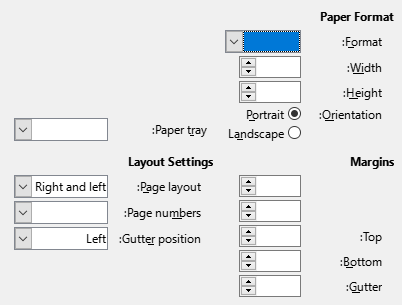 Paper Format
:Format
:Width
:Height
:Orientation
Portrait
Landscape
:Paper tray
Margins
:Top
:Bottom
:Gutter
Layout Settings
:Page layout
Right and left
:Page numbers
:Gutter position
Left